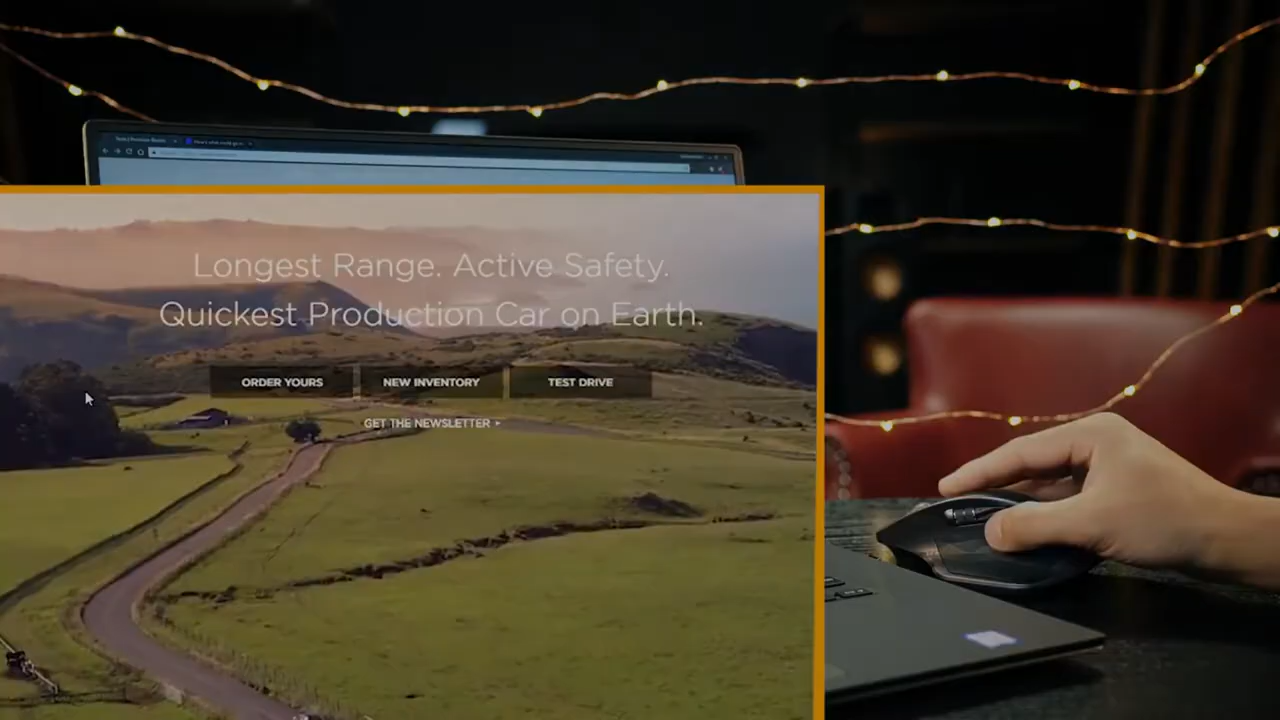 Longest Range. Active Safety.
Quickest Production Car on Earth.
ORDER YOURS
NEW INVENTORY
TEST DRIVE
GET THE NEWSLETTER